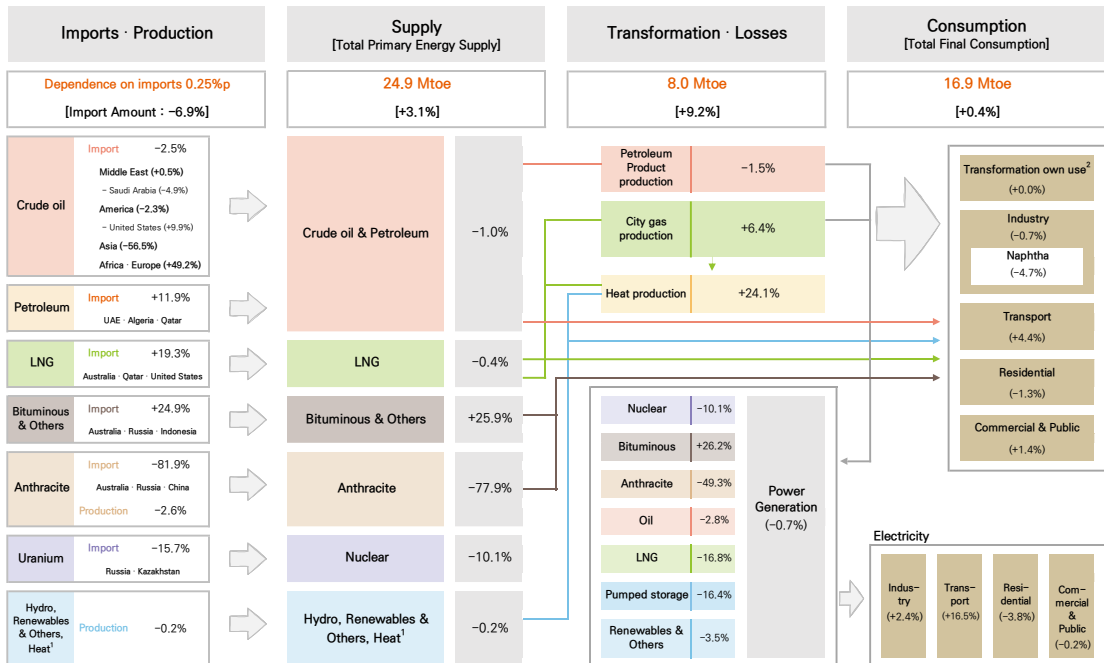 Imports · Production
Supply
[Total Primary Energy Supply]
Transformation · Losses
Consumption
[Total Final Consumption]
Dependence on imports 0.25%p
[Import Amount : −6.9%]
24.9 Mtoe
[+3.1%]
8.0 Mtoe
[+9.2%]
16.9 Mtoe
[+0.4%]
Crude oil
Import −2.5%
Middle East (+0.5%)
− Saudi Arabia (−4.9%)
America (−2.3%)
− United States (+9.9%)
Asia (−56.5%)
Africa · Europe (+49.2%)
Petroleum
Import +11.9%
UAE · Algeria · Qatar
LNG
Import +19.3%
Australia · Qatar · United States
Bituminous
& Others
Import +24.9%
Australia · Russia · Indonesia
Anthracite
Import −81.9%
Australia · Russia · China
Production −2.6%
Uranium
Import −15.7%
Russia · Kazakhstan
Hydro,
Renewables
& Others,
Heat¹
Production −0.2%
Crude oil & Petroleum −1.0%
LNG −0.4%
Bituminous & Others +25.9%
Anthracite −77.9%
Nuclear −10.1%
Hydro, Renewables &
Others, Heat¹
−0.2%
Petroleum
Product
production
−1.5%
City gas
production
+6.4%
Heat production +24.1%
Nuclear −10.1%
Bituminous +26.2%
Anthracite −49.3%
Oil −2.8%
LNG −16.8%
Pumped storage −16.4%
Renewables &
Others
−3.5%
Power
Generation
(−0.7%)
Transformation own use²
(+0.0%)
Industry
(−0.7%)
Naphtha
(−4.7%)
Transport
(+4.4%)
Residential
(−1.3%)
Commercial & Public
(+1.4%)
Electricity
Indus−
try
(+2.4%)
Trans−
port
(+16.5%)
Resi−
dential
(−3.8%)
Com−
mercial
&
Public
(−0.2%)